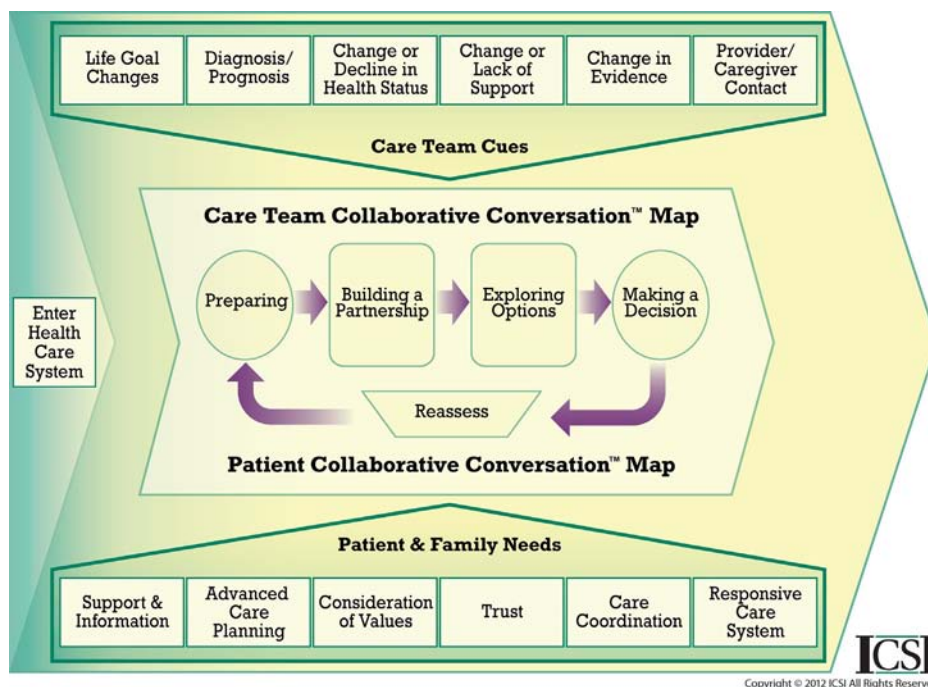 Life Goal
Changes
Diagnosis/
Prognosis
Change or
Decline in
Health Status
Change or
Lack of
Support
Change in
Evidence
Provider/
Caregiver
Contact
Care Team Cues
Care Team Collaborative Conversation™ Map
Enter
Health
Care
System
Preparing
Building a
Partnership
Exploring
Options
Making a
Decision
Reassess
Patient Collaborative Conversation™ Map
Patient & Family Needs
Support &
Information
Advanced
Care
Planning
Consideration
of Values
Trust
Care
Coordination
Responsive
Care
System
ICSI
Copyright © 2012 ICSI All Rights Reserve